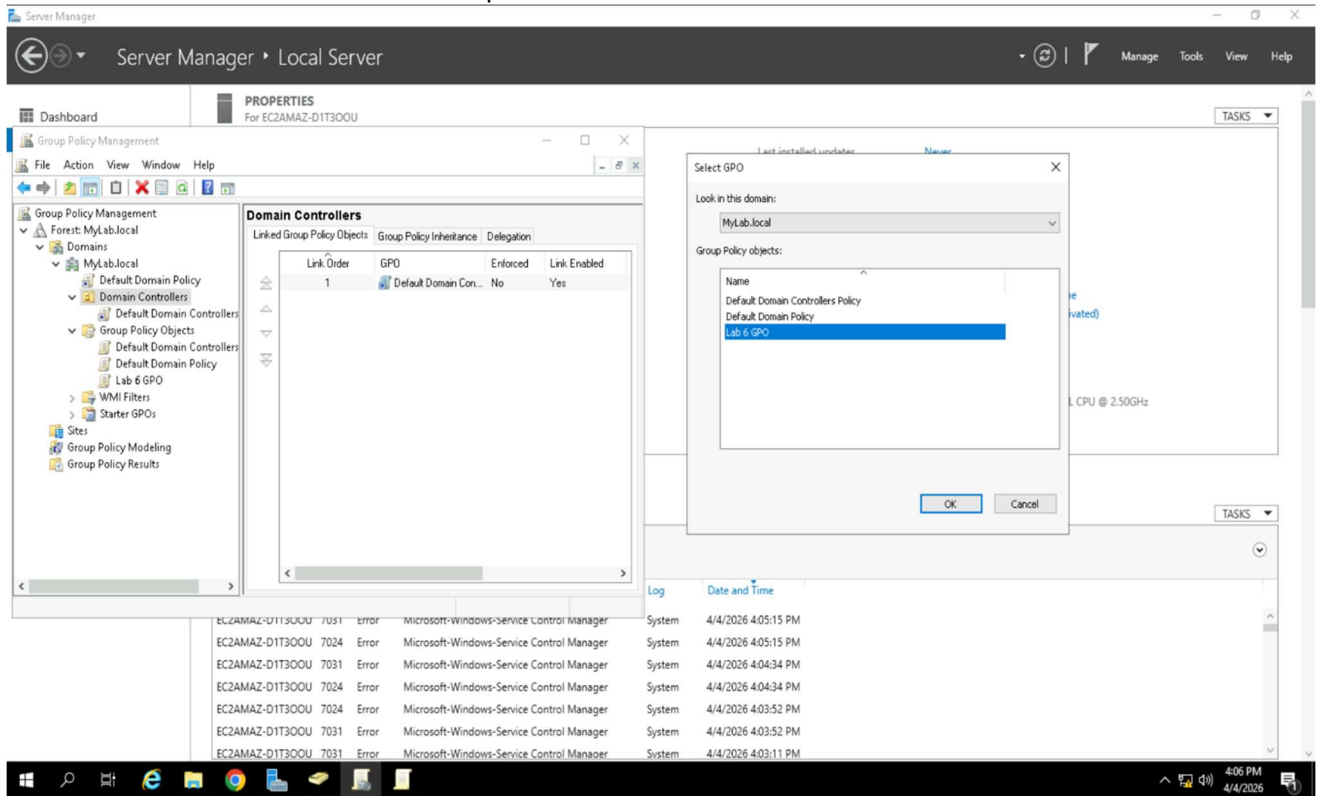 Server Manager
Server Manager • Local Server
Manage Tools View Help
Dashboard
PROPERTIES
For EC2AMAZ-D1T3OOU
TASKS
Group Policy Management
File Action View Window Help
Group Policy Management
Forest: MyLab.local
Domains
MyLab.local
Default Domain Policy
Domain Controllers
Default Domain Controllers
Group Policy Objects
Default Domain Controllers
Default Domain Policy
Lab 6 GPO
WMI Filters
Starter GPOs
Sites
Group Policy Modeling
Group Policy Results
Domain Controllers
Linked Group Policy Objects Group Policy Inheritance Delegation
Link Order GPO Enforced Link Enabled
1 Default Domain Con... No Yes
Last installed updates Never
Select GPO
Look in this domain:
MyLab.local
Group Policy objects:
Name
Default Domain Controllers Policy
Default Domain Policy
Lab 6 GPO
OK Cancel
ivated)
L CPU @ 2.50GHz
TASKS
Log Date and Time
EC2AMAZ-D1T3OOU 7031 Error Microsoft-Windows-Service Control Manager System 4/4/2026 4:05:15 PM
EC2AMAZ-D1T3OOU 7024 Error Microsoft-Windows-Service Control Manager System 4/4/2026 4:05:15 PM
EC2AMAZ-D1T3OOU 7031 Error Microsoft-Windows-Service Control Manager System 4/4/2026 4:04:34 PM
EC2AMAZ-D1T3OOU 7024 Error Microsoft-Windows-Service Control Manager System 4/4/2026 4:04:34 PM
EC2AMAZ-D1T3OOU 7024 Error Microsoft-Windows-Service Control Manager System 4/4/2026 4:03:52 PM
EC2AMAZ-D1T3OOU 7031 Error Microsoft-Windows-Service Control Manager System 4/4/2026 4:03:52 PM
EC2AMAZ-D1T3OOU 7031 Error Microsoft-Windows-Service Control Manager System 4/4/2026 4:03:11 PM
4:06 PM
4/4/2026